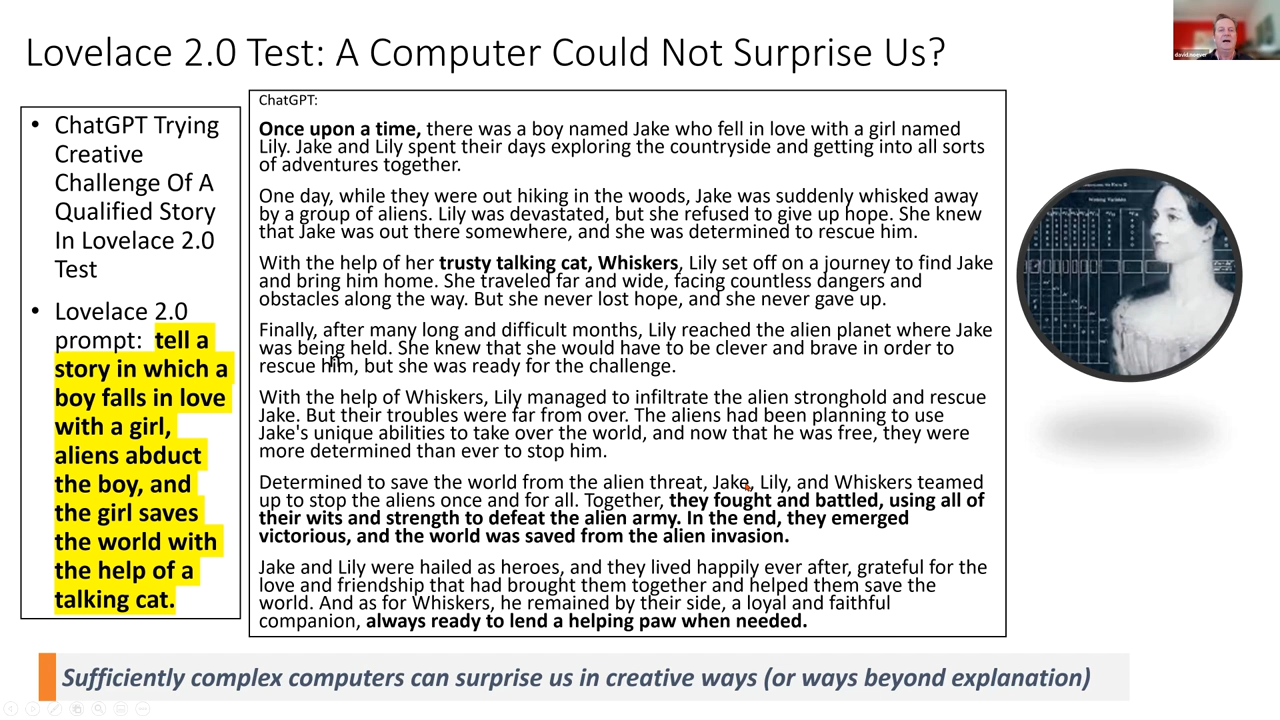 Lovelace 2.0 Test: A Computer Could Not Surprise Us?
• ChatGPT Trying
Creative
Challenge Of A
Qualified Story
In Lovelace 2.0
Test
• Lovelace 2.0
prompt: tell a
story in which a
boy falls in love
with a girl,
aliens abduct
the boy, and
the girl saves
the world with
the help of a
talking cat.
ChatGPT:
Once upon a time, there was a boy named Jake who fell in love with a girl named
Lily. Jake and Lily spent their days exploring the countryside and getting into all sorts
of adventures together.
One day, while they were out hiking in the woods, Jake was suddenly whisked away
by a group of aliens. Lily was devastated, but she refused to give up hope. She knew
that Jake was out there somewhere, and she was determined to rescue him.
With the help of her trusty talking cat, Whiskers, Lily set off on a journey to find Jake
and bring him home. She traveled far and wide, facing countless dangers and
obstacles along the way. But she never lost hope, and she never gave up.
Finally, after many long and difficult months, Lily reached the alien planet where Jake
was being held. She knew that she would have to be clever and brave in order to
rescue him, but she was ready for the challenge.
With the help of Whiskers, Lily managed to infiltrate the alien stronghold and rescue
Jake. But their troubles were far from over. The aliens had been planning to use
Jake's unique abilities to take over the world, and now that he was free, they were
more determined than ever to stop him.
Determined to save the world from the alien threat, Jake, Lily, and Whiskers teamed
up to stop the aliens once and for all. Together, they fought and battled, using all of
their wits and strength to defeat the alien army. In the end, they emerged
victorious, and the world was saved from the alien invasion.
Jake and Lily were hailed as heroes, and they lived happily ever after, grateful for the
love and friendship that had brought them together and helped them save the
world. And as for Whiskers, he remained by their side, a loyal and faithful
companion, always ready to lend a helping paw when needed.
Sufficiently complex computers can surprise us in creative ways (or ways beyond explanation)